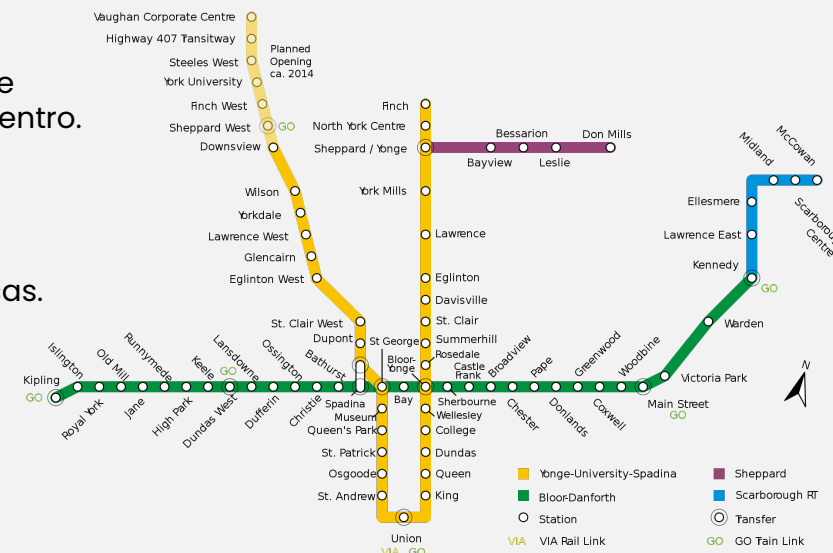 e
entro.
as.
Vaughan Corporate Centre
Highway 407 Transitway
Steeles West
York University
Finch West
Sheppard West
GO
Downsview
Planned
Opening
ca. 2014
Wilson
Yorkdale
Lawrence West
Glencairn
Eglinton West
St. Clair West
Dupont
Finch
North York Centre
Sheppard / Yonge
York Mills
Lawrence
Eglinton
Davisville
St. Clair
Summerhill
Rosedale
Bessarion
Don Mills
Bayview
Leslie
McCowan
Midland
Scarborou
Centre
Ellesmere
Lawrence East
Kennedy
GO
Warden
Victoria Park
Main Street
GO
Kipling
GO
Islington
Royal York
Old Mill
Jane
Runnymede
High Park
Keele
Dundas West
GO
Lansdowne
Dufferin
Ossington
Christie
Bathurst
Spadina
St George
Bay
Bloor-
Yonge
Sherbourne
Castle
Frank
Broadview
Chester
Pape
Donlands
Greenwood
Coxwell
Woodbine
Museum
Queen's Park
St. Patrick
Osgoode
St. Andrew
Union
VIA GO
Wellesley
College
Dundas
Queen
King
Yonge-University-Spadina
Bloor-Danforth
Station
VIA VIA Rail Link
Sheppard
Scarborough RT
Transfer
GO GO Train Link
N